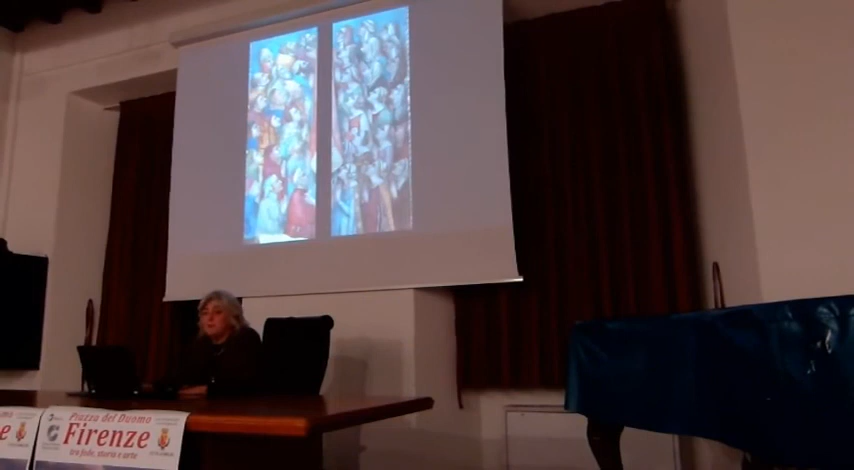 Piazza del Duomo
e
Firenze
tra fede, storia e arte